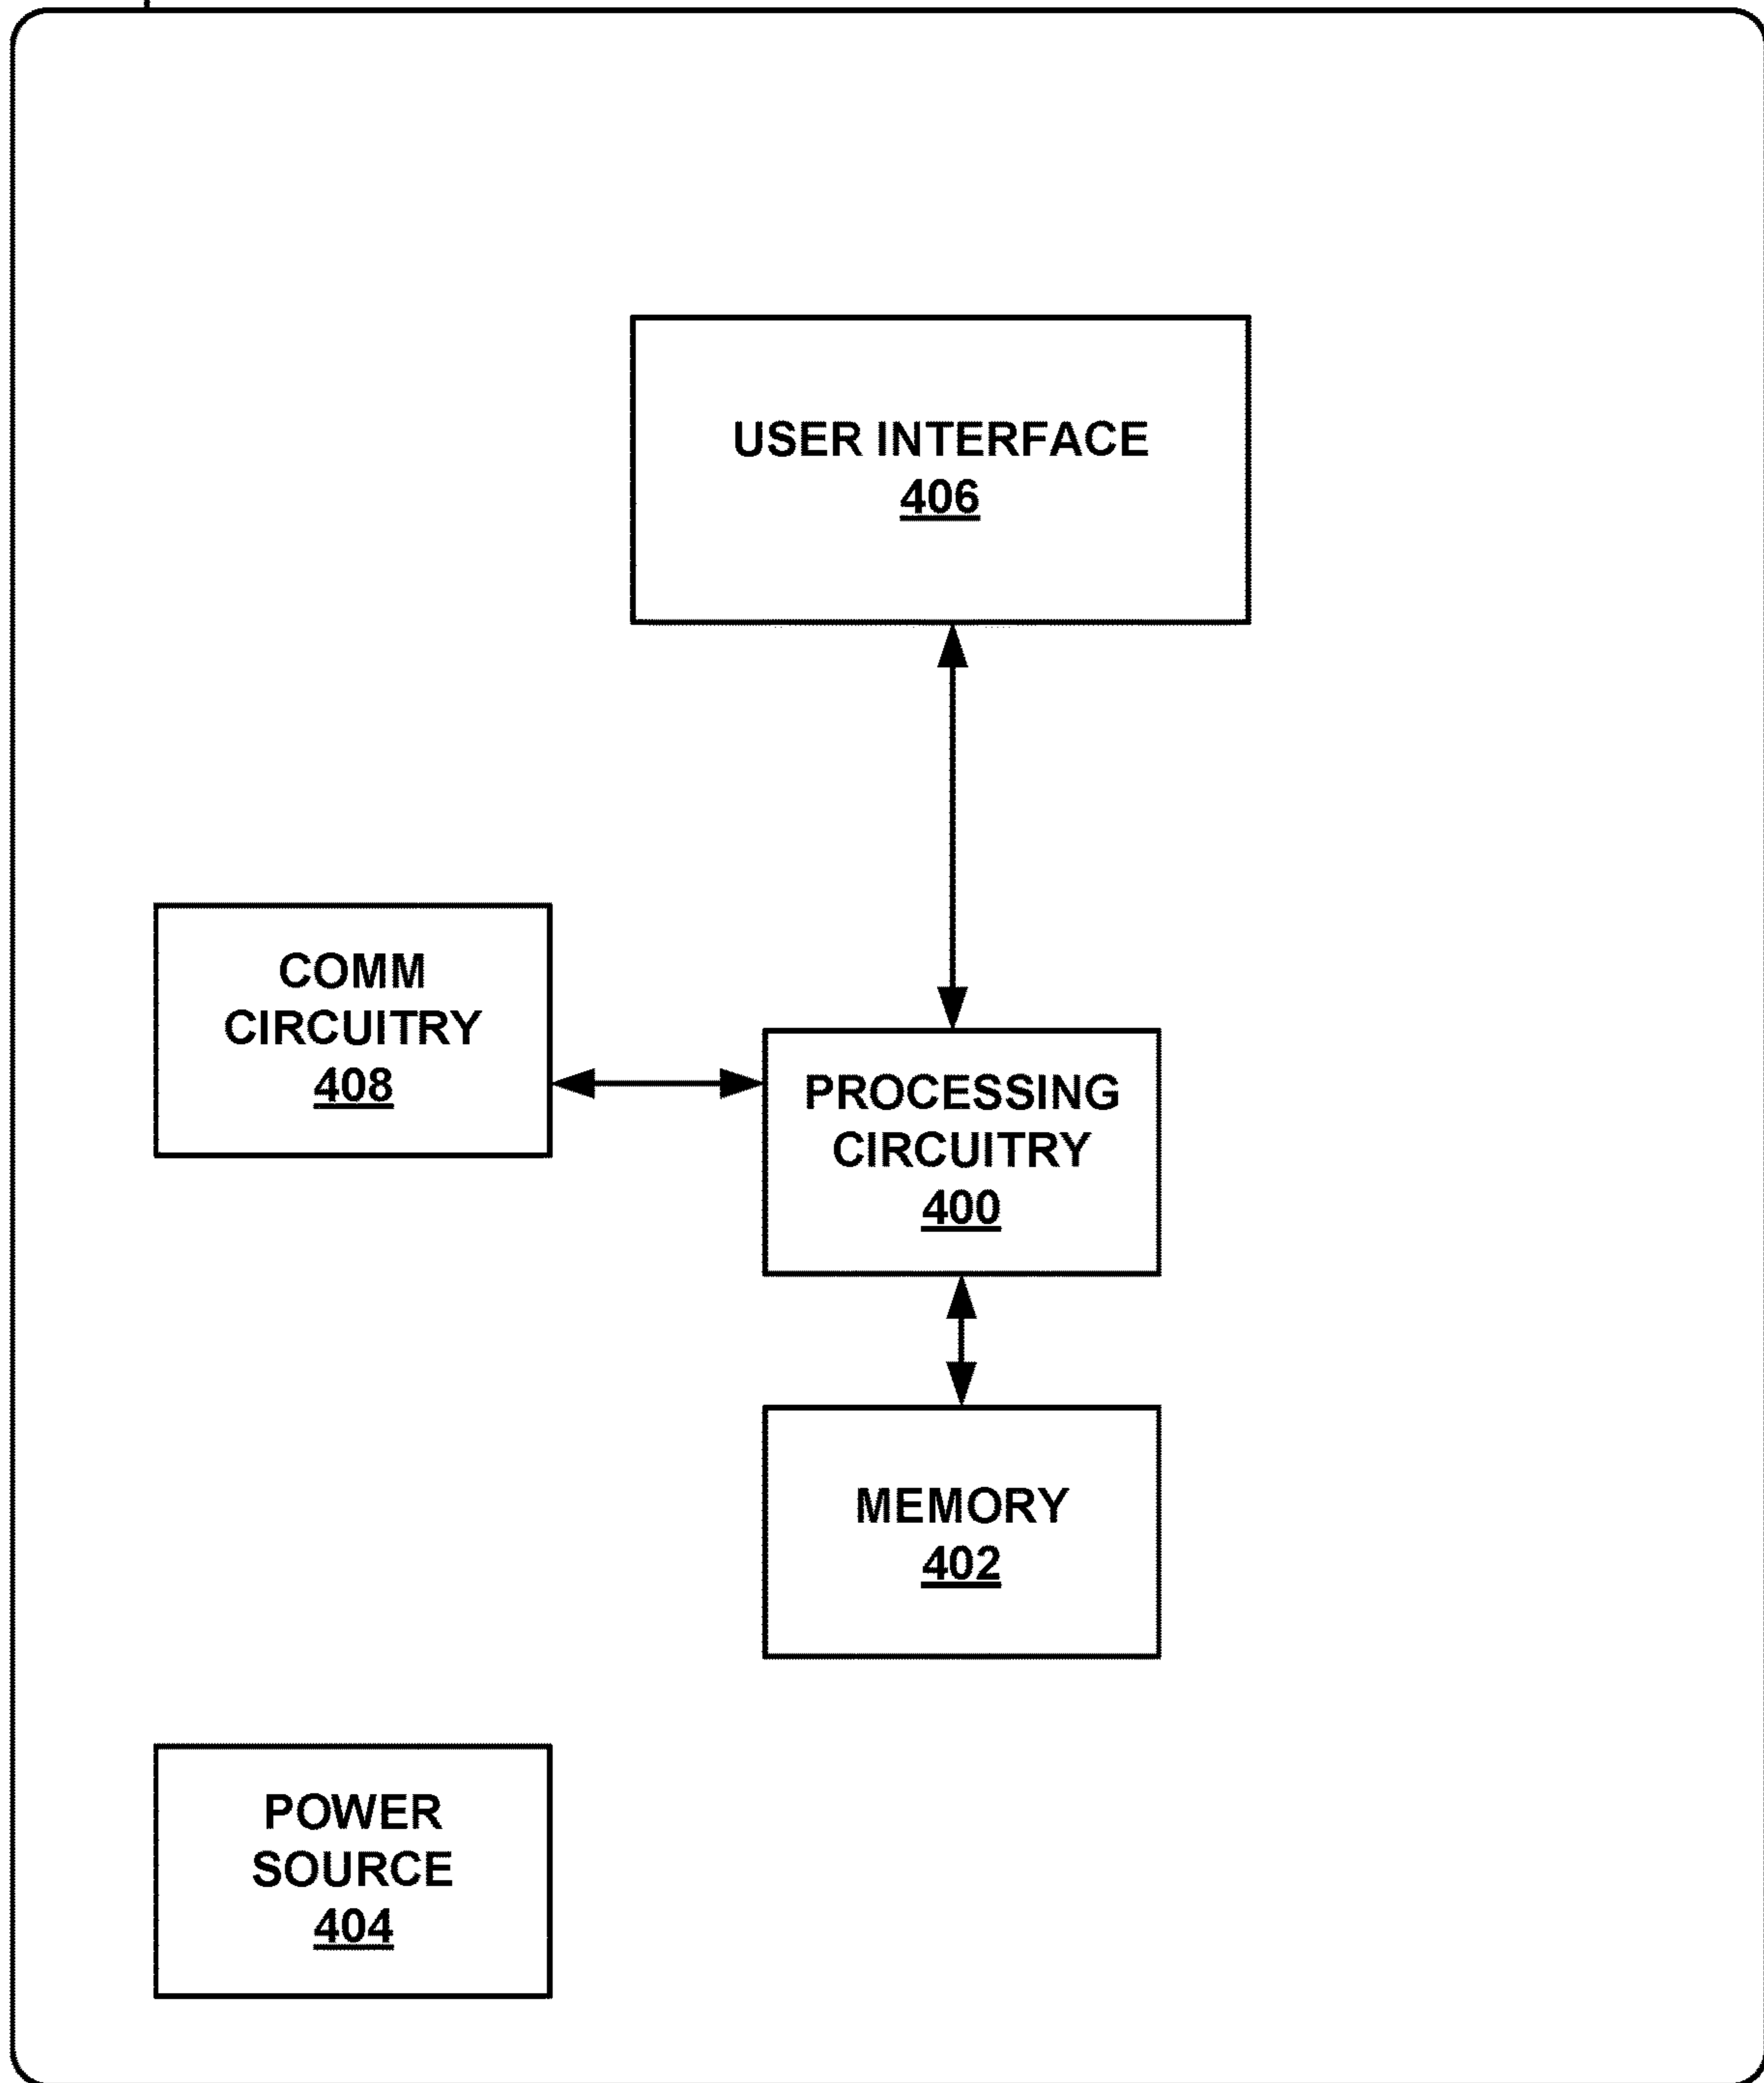 USER INTERFACE
406
COMM
CIRCUITRY
408
PROCESSING
CIRCUITRY
400
MEMORY
402
POWER
SOURCE
404